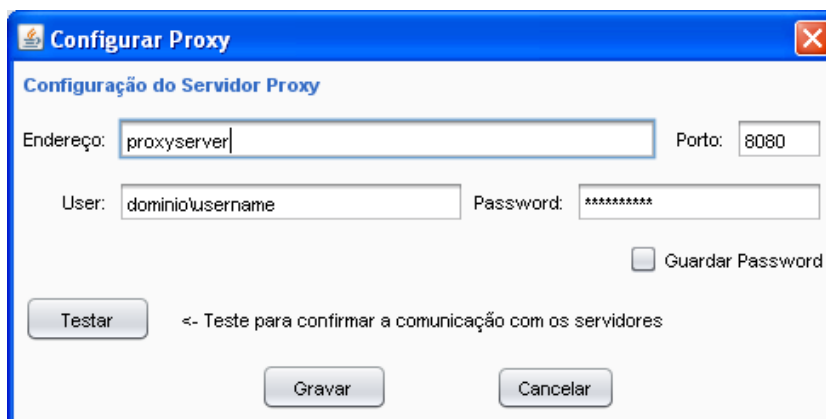 Configurar Proxy
Configuração do Servidor Proxy
Endereço: proxyserver Porto: 8080
User: dominio\username Password: **********
Guardar Password
Testar <- Teste para confirmar a comunicação com os servidores
Gravar Cancelar